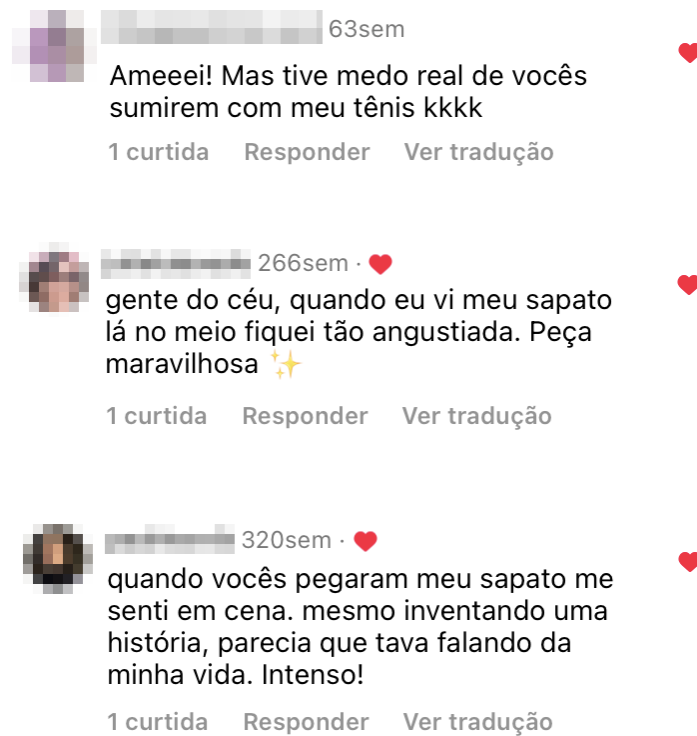 63sem
Ameeei! Mas tive medo real de vocês
sumirem com meu tênis kkkk
1 curtida Responder Ver tradução
266sem ·
gente do céu, quando eu vi meu sapato
lá no meio fiquei tão angustiada. Peça
maravilhosa ✨
1 curtida Responder Ver tradução
320sem ·
quando vocês pegaram meu sapato me
senti em cena. mesmo inventando uma
história, parecia que tava falando da
minha vida. Intenso!
1 curtida Responder Ver tradução